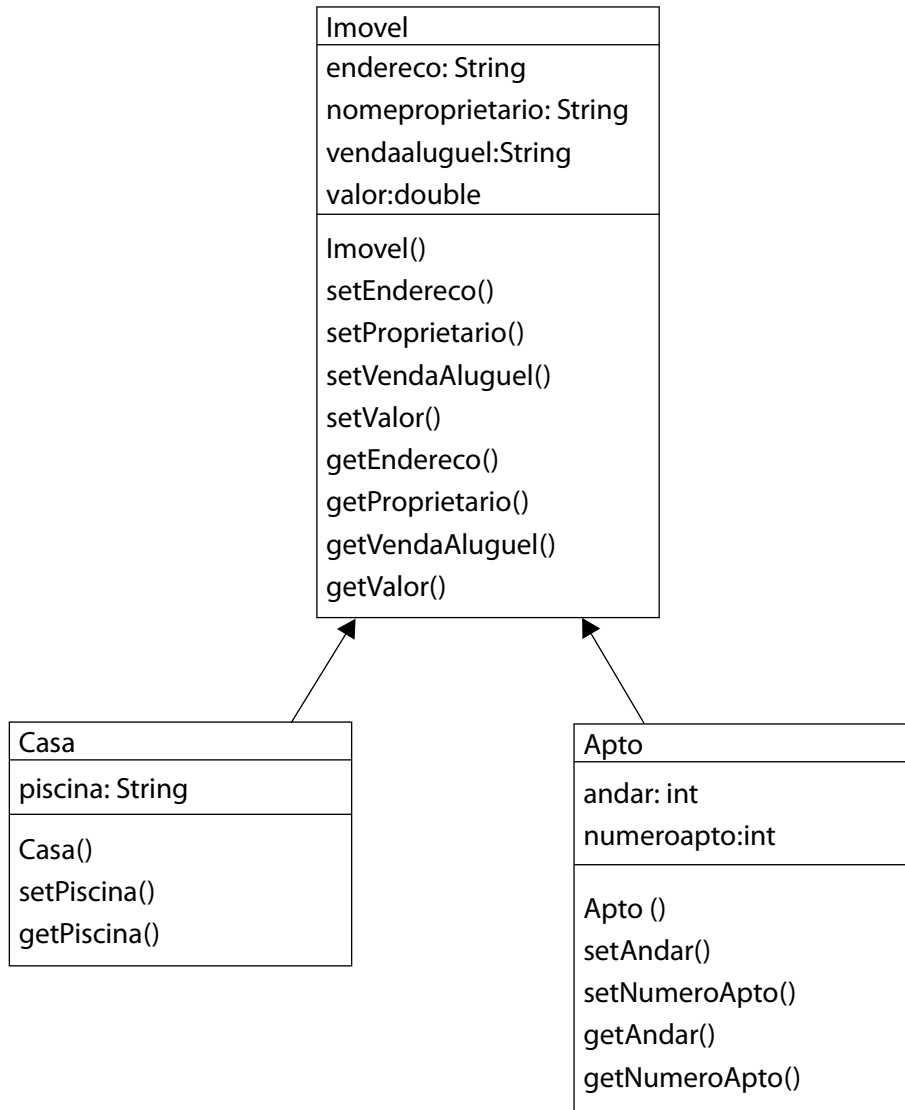 Imovel
endereco: String
nomeproprietario: String
vendaaluguel:String
valor:double
Imovel()
setEndereco()
setProprietario()
setVendaAluguel()
setValor()
getEndereco()
getProprietario()
getVendaAluguel()
getValor()
Casa
piscina: String
Casa()
setPiscina()
getPiscina()
Apto
andar: int
numeroapto:int
Apto ()
setAndar()
setNumeroApto()
getAndar()
getNumeroApto()